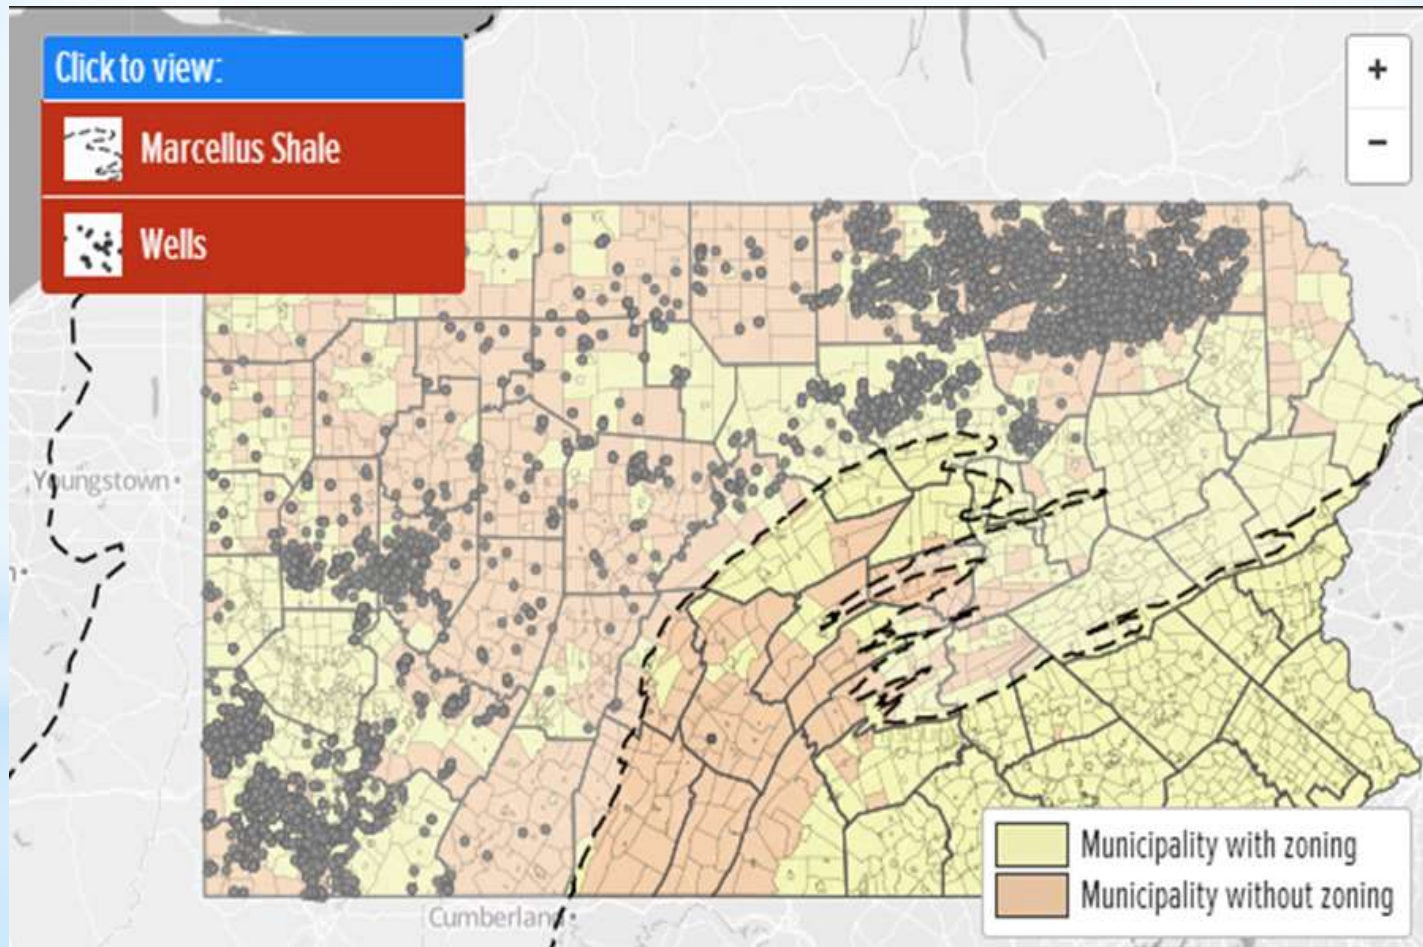 Click to view:
Marcellus Shale
Wells
+
−
Youngstown
Cumberland
Municipality with zoning
Municipality without zoning